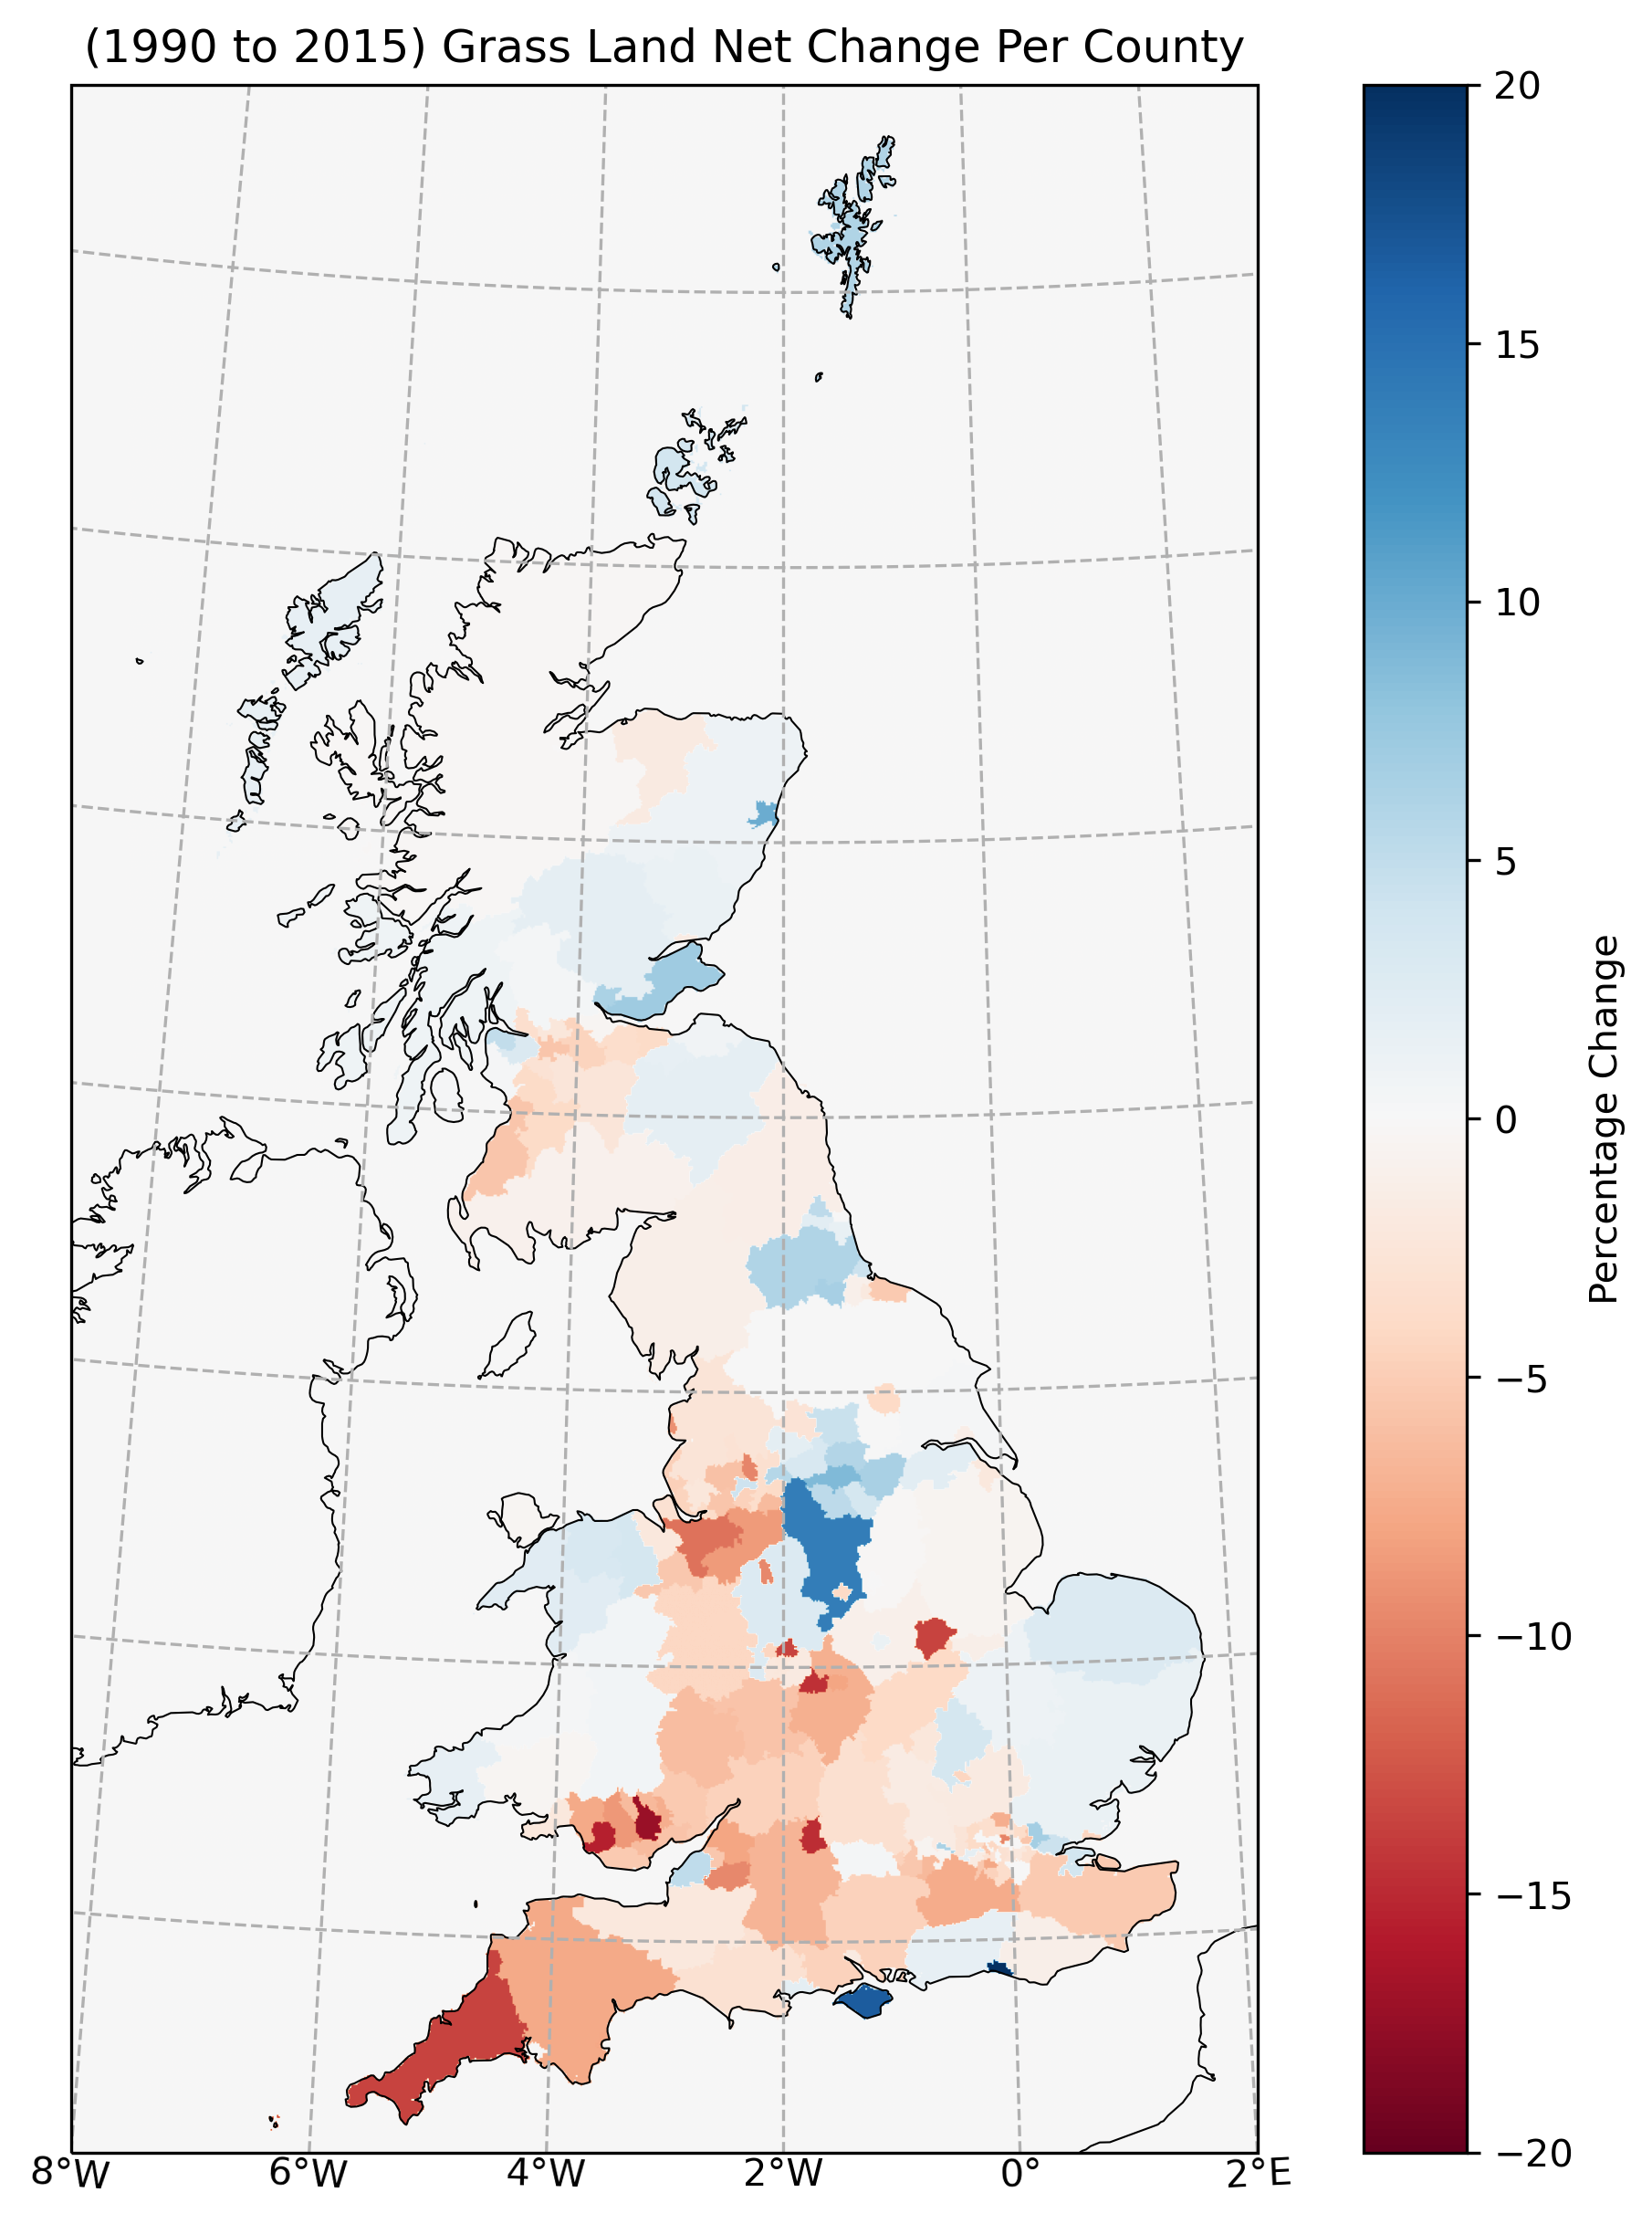 (1990 to 2015) Grass Land Net Change Per County
20
15
10
5
0
−5
−10
−15
−20
Percentage Change
8°W
6°W
4°W
2°W
0°
2°E